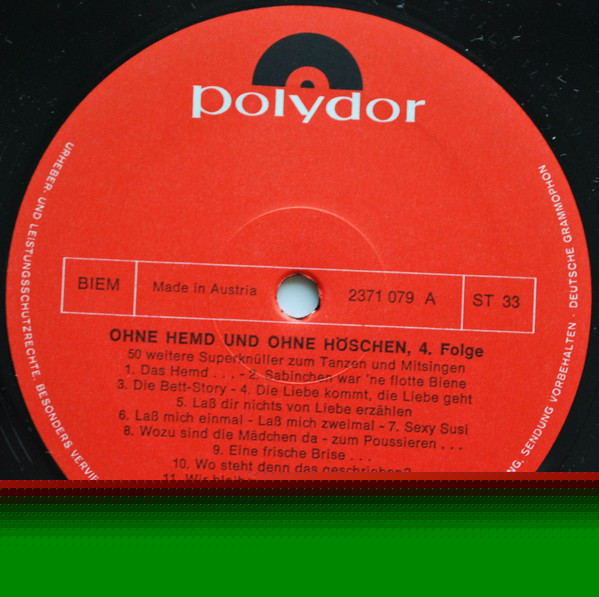 polydor
URHEBER- UND LEISTUNGSSCHUTZRECHTE, BESONDERS
SENDUNG VORBEHALTEN · DEUTSCHE GRAMMOPHON
BIEM
Made in Austria
2371 079 A
ST 33
OHNE HEMD UND OHNE HÖSCHEN, 4. Folge
50 weitere Superknüller zum Tanzen und Mitsingen
1. Das Hemd . . . - 2. Sabinchen war 'ne flotte Biene
3. Die Bett-Story - 4. Die Liebe kommt, die Liebe geht
5. Laß dir nichts von Liebe erzählen
6. Laß mich einmal - Laß mich zweimal - 7. Sexy Susi
8. Wozu sind die Mädchen da - zum Poussieren . . .
9. Eine frische Brise . . .
10. Wo steht denn das geschrieben?
11. Wir